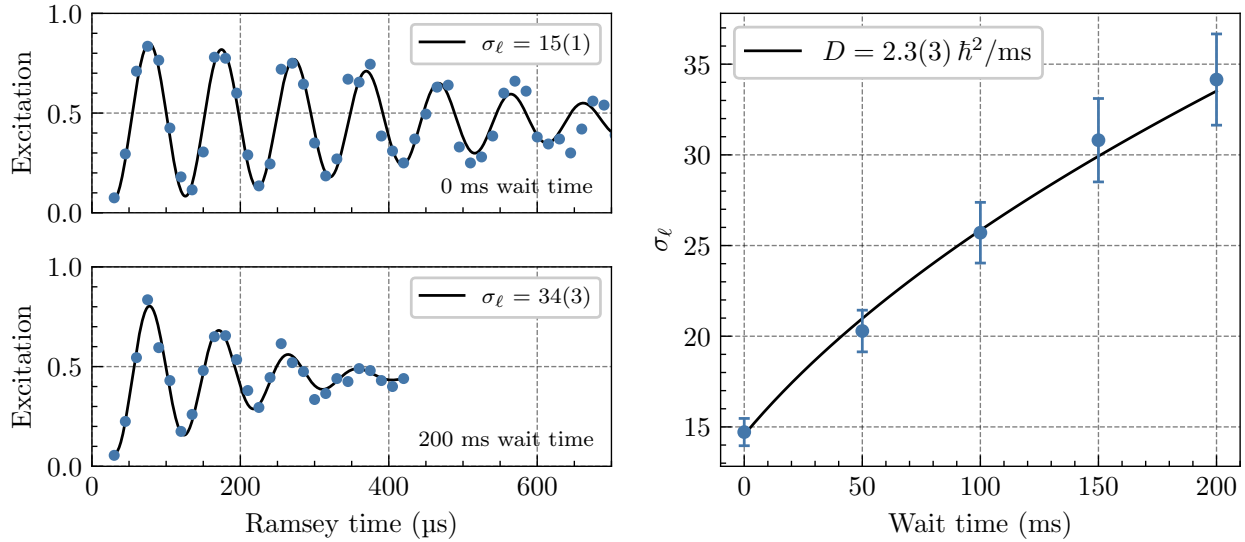 1.0
0.5
0.0
Excitation
σℓ = 15(1)
0 ms wait time
1.0
0.5
0.0
Excitation
σℓ = 34(3)
200 ms wait time
0 200 400 600
Ramsey time (µs)
35
30
25
20
15
σℓ
D = 2.3(3) ℏ²/ms
0 50 100 150 200
Wait time (ms)